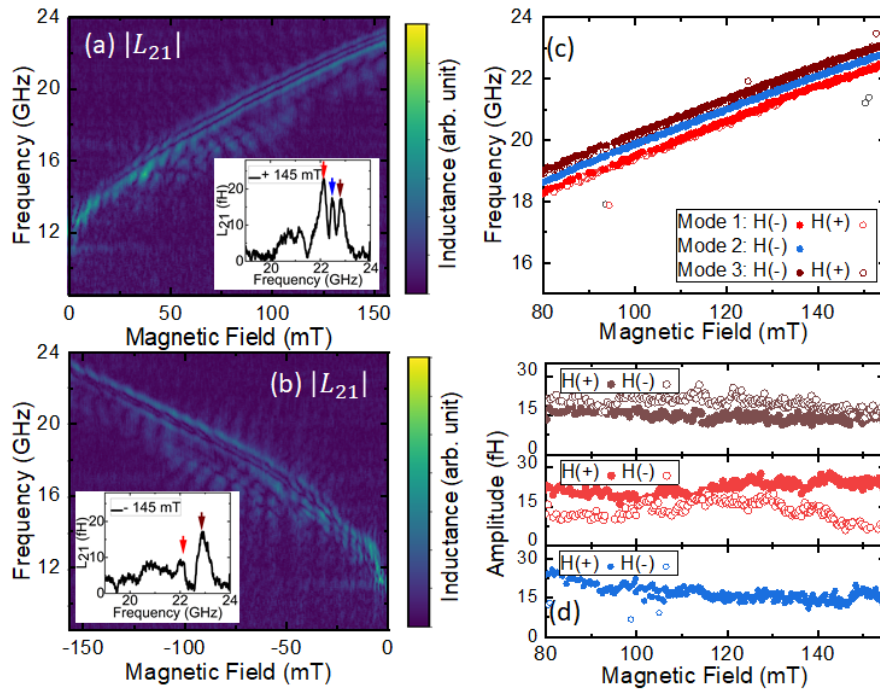 (a) |L₂₁|
Frequency (GHz)
24
20
16
12
0
50
100
150
Magnetic Field (mT)
Inductance (arb. unit)
+ 145 mT
L₂₁ (fH)
20
10
0
20
22
24
Frequency (GHz)
(b) |L₂₁|
Frequency (GHz)
24
20
16
12
-150
-100
-50
0
Magnetic Field (mT)
Inductance (arb. unit)
- 145 mT
L₂₁ (fH)
20
10
0
20
22
24
Frequency (GHz)
(c)
Frequency (GHz)
24
22
20
18
16
Mode 1: H(-) H(+)
Mode 2: H(-)
Mode 3: H(-) H(+)
80
100
120
140
Magnetic Field (mT)
Amplitude (fH)
30
15
0
H(+) H(-)
30
15
0
H(+) H(-)
30
15
0
H(+) H(-)
(d)
80
100
120
140
Magnetic Field (mT)